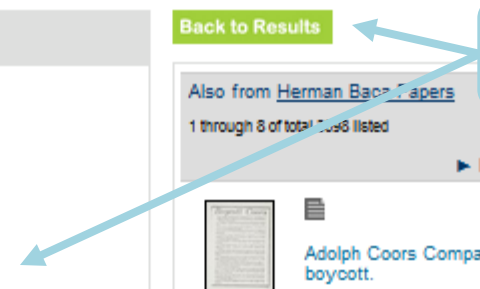 Back to Results
Also from Herman Baca Papers
1 through 8 of total
listed
Adolph Coors Compa
boycott.